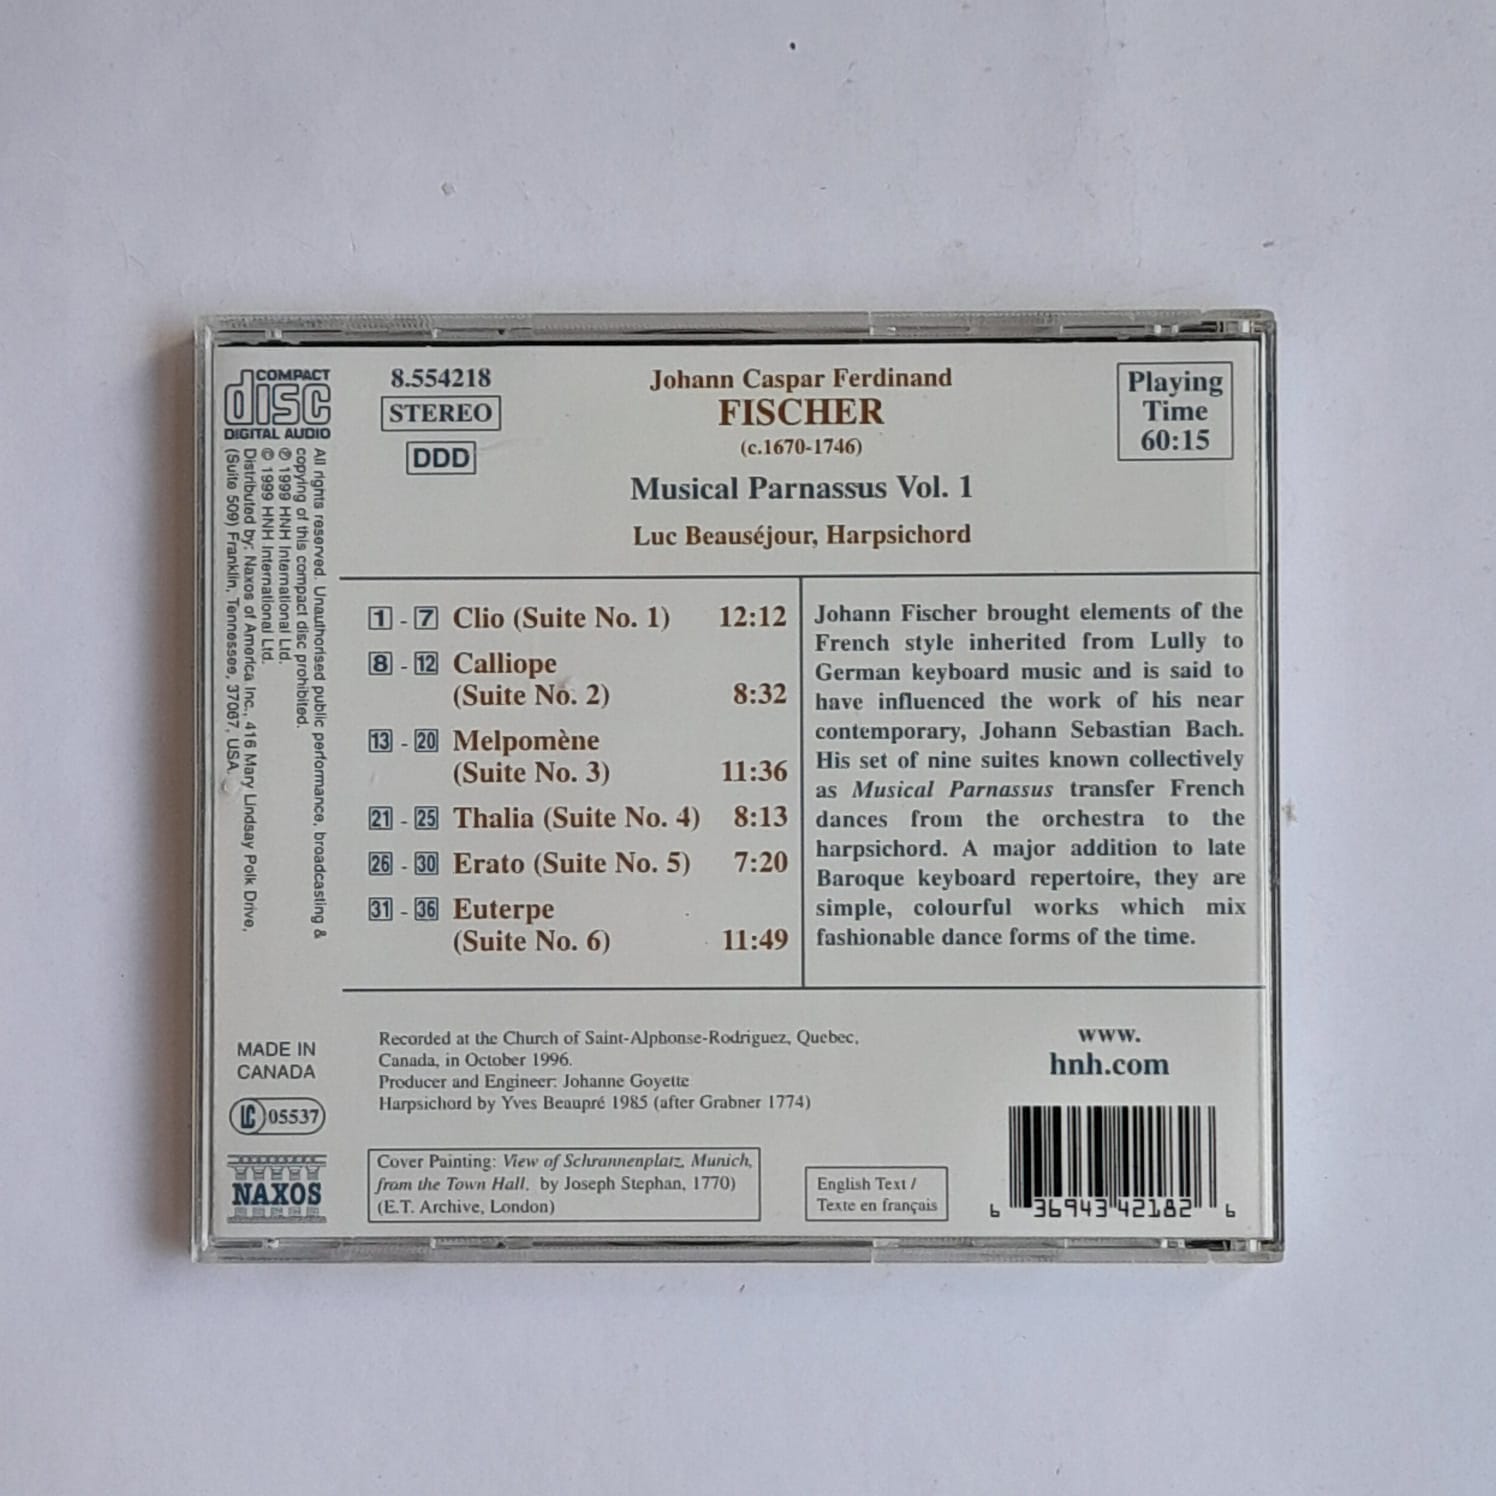 COMPACT
disc
DIGITAL AUDIO
8.554218
STEREO
DDD
Johann Caspar Ferdinand
FISCHER
(c.1670-1746)
Musical Parnassus Vol. 1
Luc Beauséjour, Harpsichord
Playing
Time
60:15
All rights reserved. Unauthorised public performance, broadcasting &
copying of this compact disc prohibited.
℗ 1999 HNH International Ltd.
© 1999 HNH International Ltd.
Distributed by: Naxos of America Inc., 416 Mary Lindsay Polk Drive,
(Suite 509) Franklin, Tennessee, 37067, USA.
1 - 7 Clio (Suite No. 1) 12:12
8 - 12 Calliope
(Suite No. 2) 8:32
13 - 20 Melpomène
(Suite No. 3) 11:36
21 - 25 Thalia (Suite No. 4) 8:13
26 - 30 Erato (Suite No. 5) 7:20
31 - 36 Euterpe
(Suite No. 6) 11:49
Johann Fischer brought elements of the
French style inherited from Lully to
German keyboard music and is said to
have influenced the work of his near
contemporary, Johann Sebastian Bach.
His set of nine suites known collectively
as Musical Parnassus transfer French
dances from the orchestra to the
harpsichord. A major addition to late
Baroque keyboard repertoire, they are
simple, colourful works which mix
fashionable dance forms of the time.
MADE IN
CANADA
LC 05537
NAXOS
Recorded at the Church of Saint-Alphonse-Rodriguez, Quebec,
Canada, in October 1996.
Producer and Engineer: Johanne Goyette
Harpsichord by Yves Beaupré 1985 (after Grabner 1774)
Cover Painting: View of Schrannenplatz, Munich,
from the Town Hall, by Joseph Stephan, 1770)
(E.T. Archive, London)
English Text /
Texte en français
www.
hnh.com
6 36943 42182 6